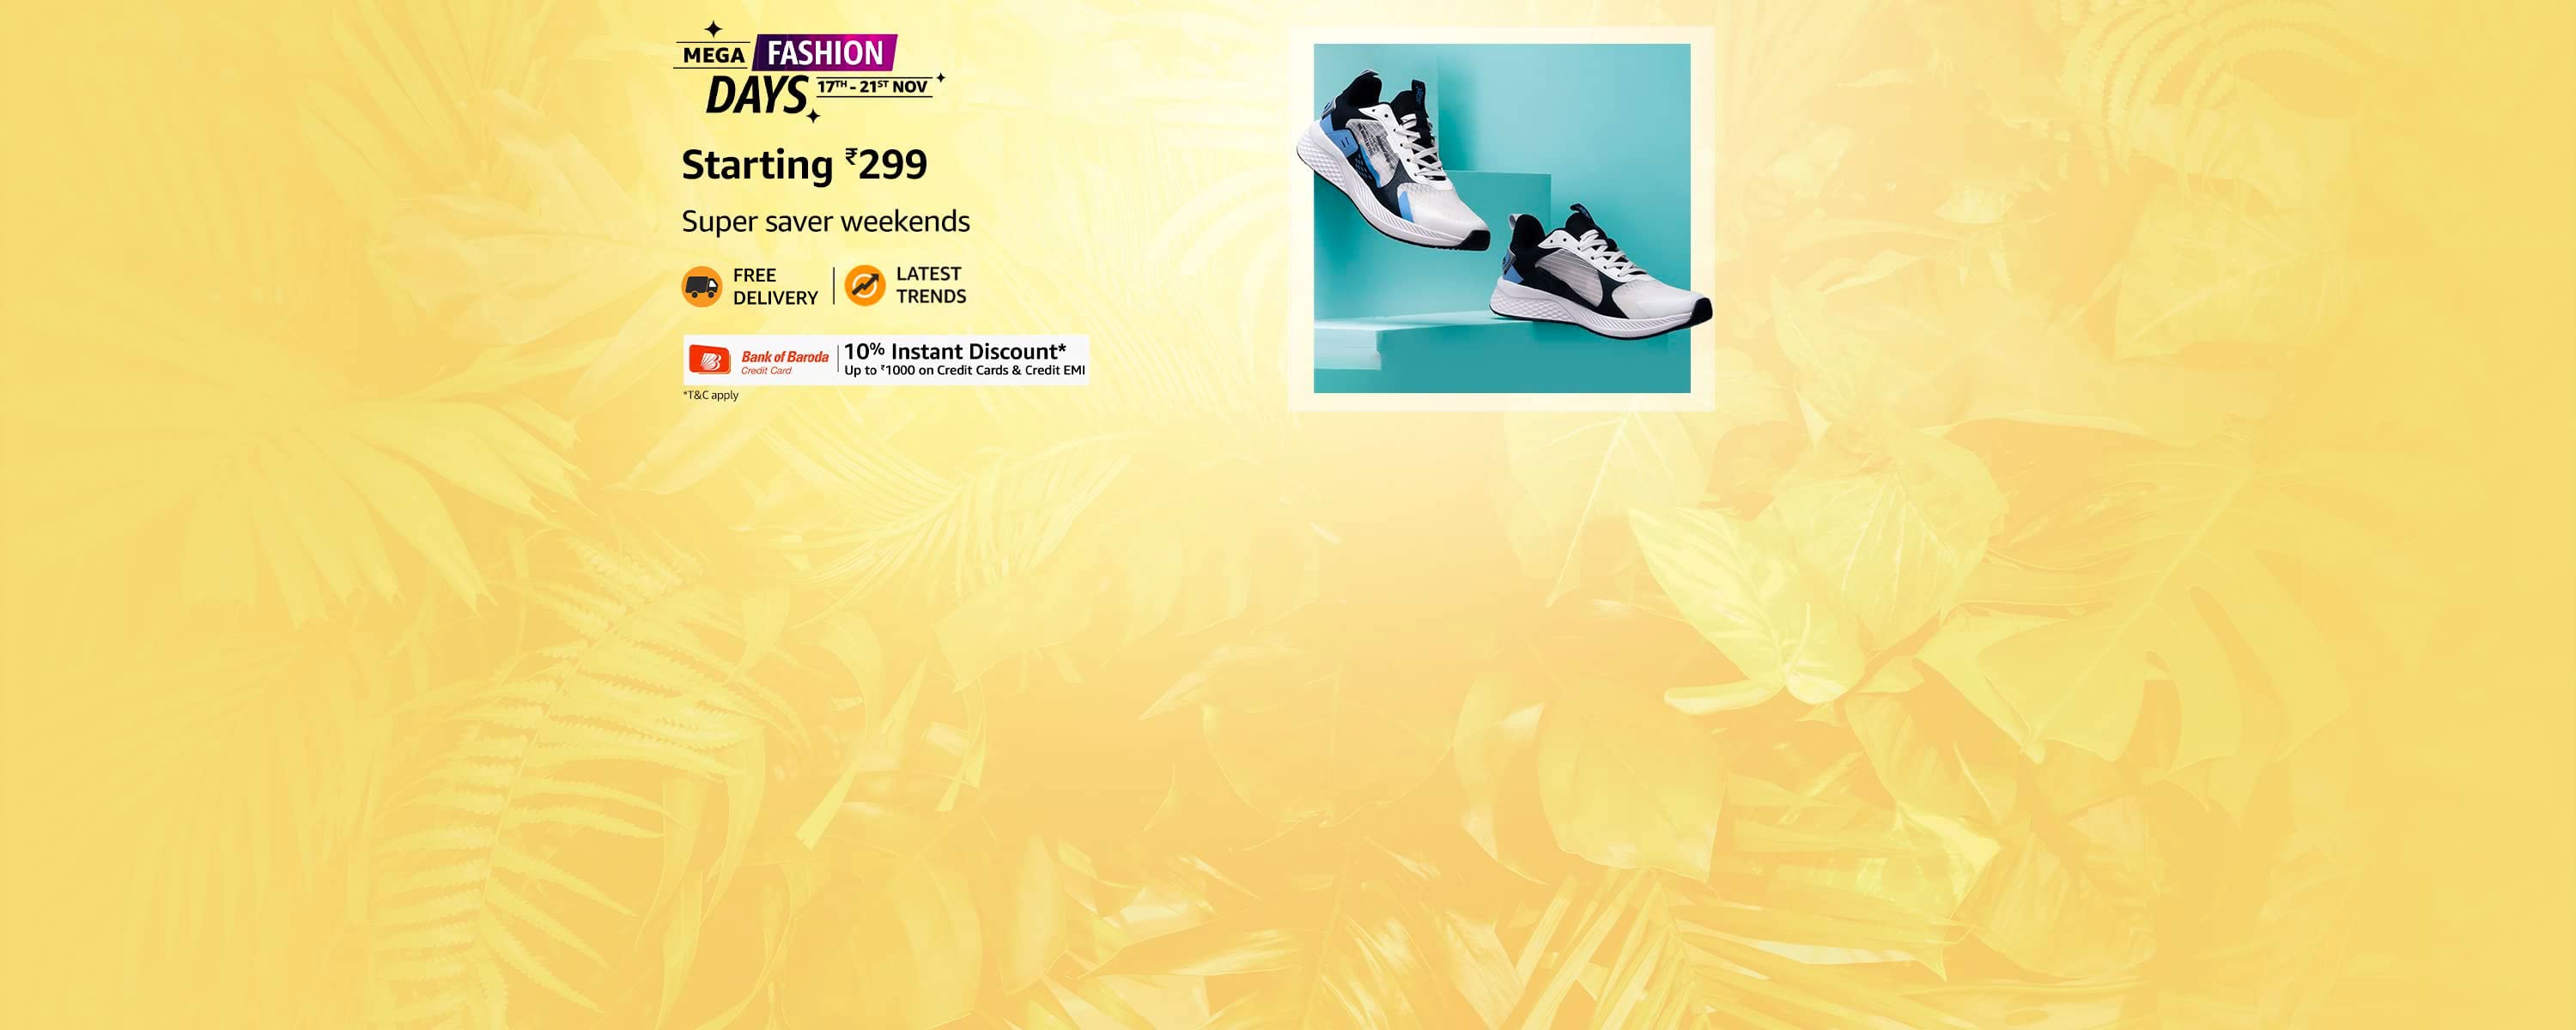 MEGA FASHION
DAYS 17TH - 21ST NOV
Starting ₹299
Super saver weekends
FREE
DELIVERY
LATEST
TRENDS
Bank of Baroda
Credit Card
10% Instant Discount*
Up to ₹1000 on Credit Cards & Credit EMI
*T&C apply